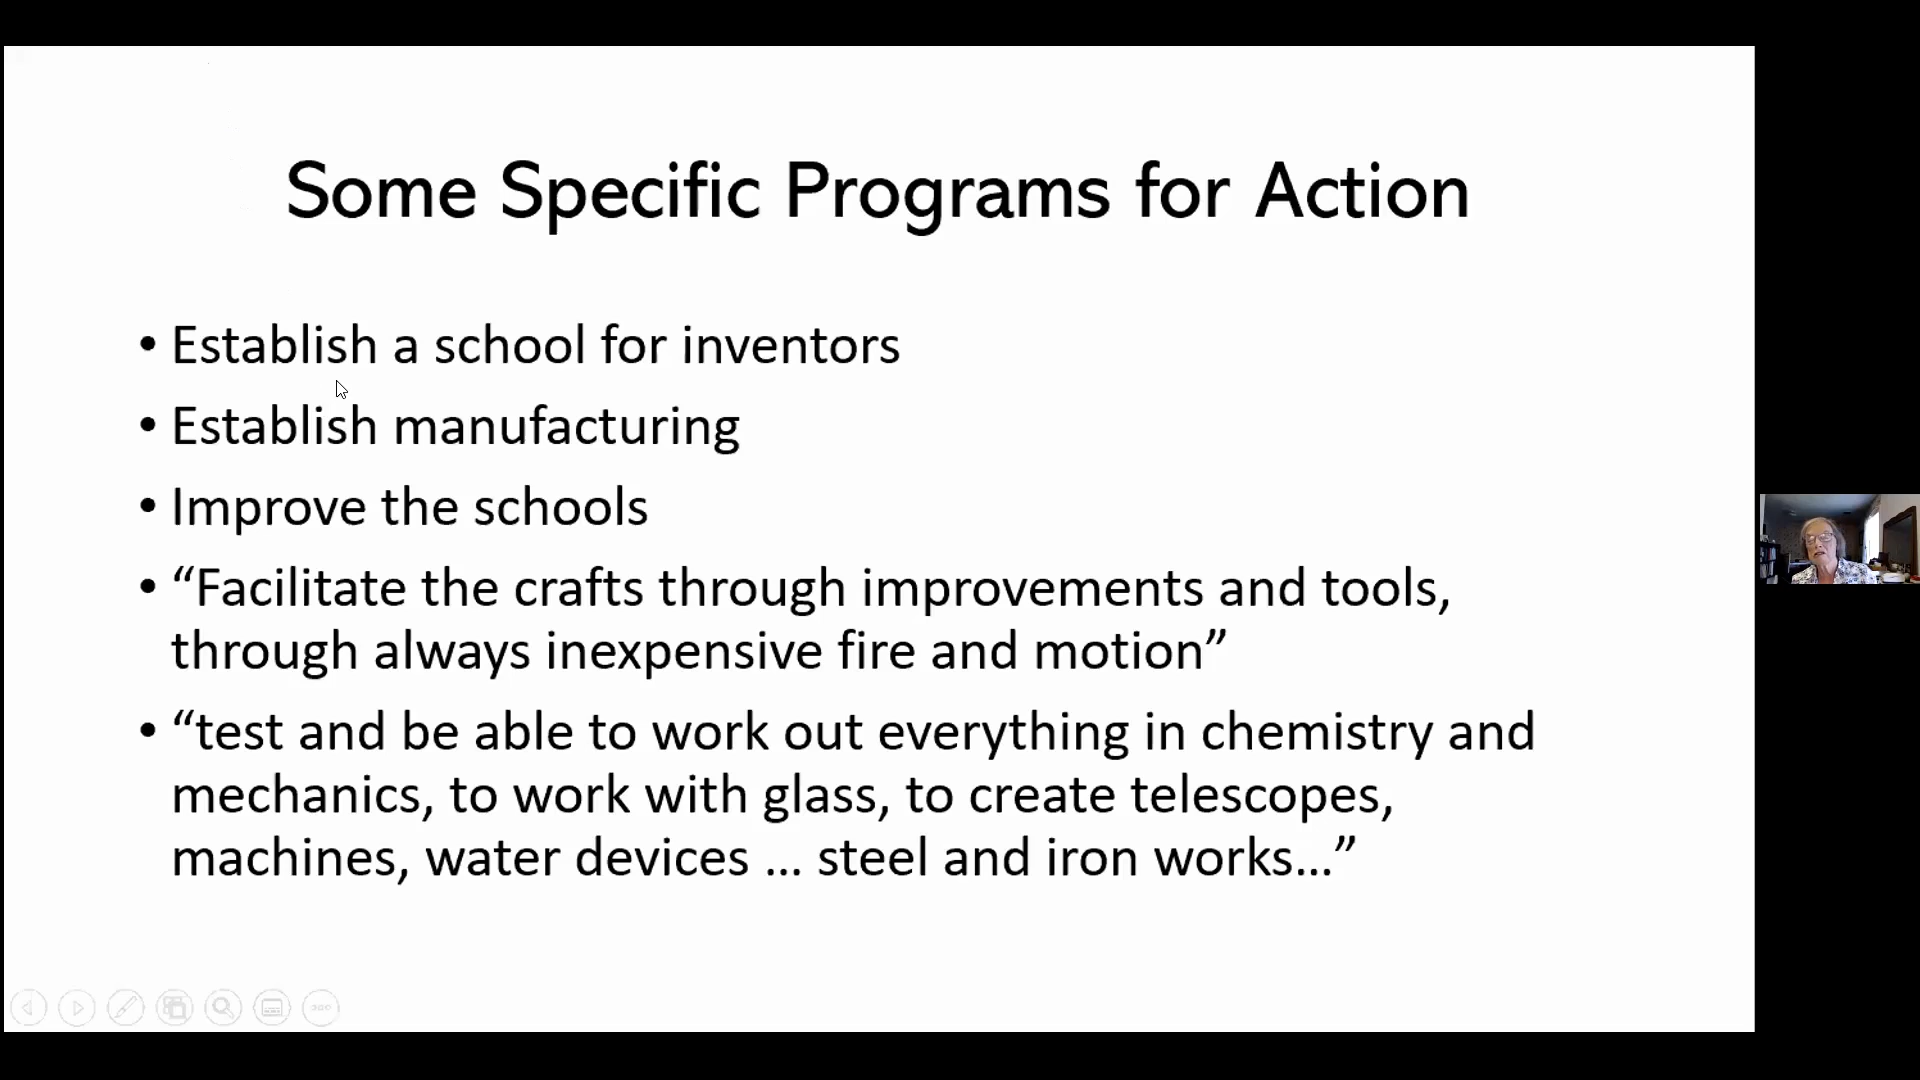 Some Specific Programs for Action
• Establish a school for inventors
• Establish manufacturing
• Improve the schools
• “Facilitate the crafts through improvements and tools,
through always inexpensive fire and motion”
• “test and be able to work out everything in chemistry and
mechanics, to work with glass, to create telescopes,
machines, water devices … steel and iron works…”